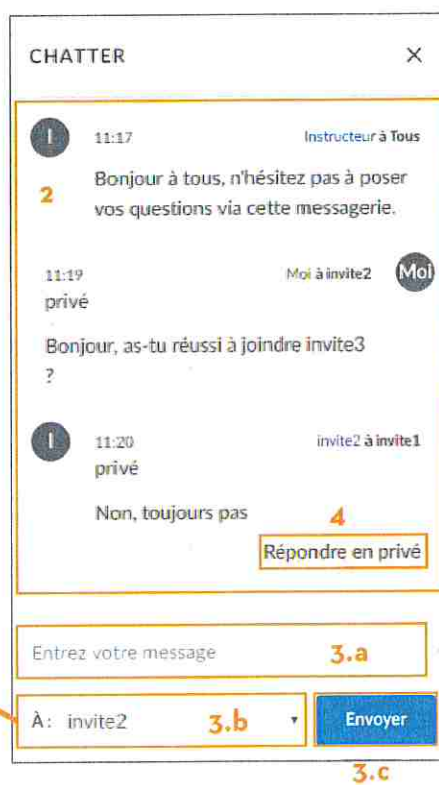 CHATTER ×
I 11:17 Instructeur à Tous
2
Bonjour à tous, n'hésitez pas à poser
vos questions via cette messagerie.
11:19 Moi à invite2 Moi
privé
Bonjour, as-tu réussi à joindre invite3
?
I 11:20 invite2 à invite1
privé
Non, toujours pas
4
Répondre en privé
Entrez votre message 3.a
À : invite2 3.b Envoyer
3.c